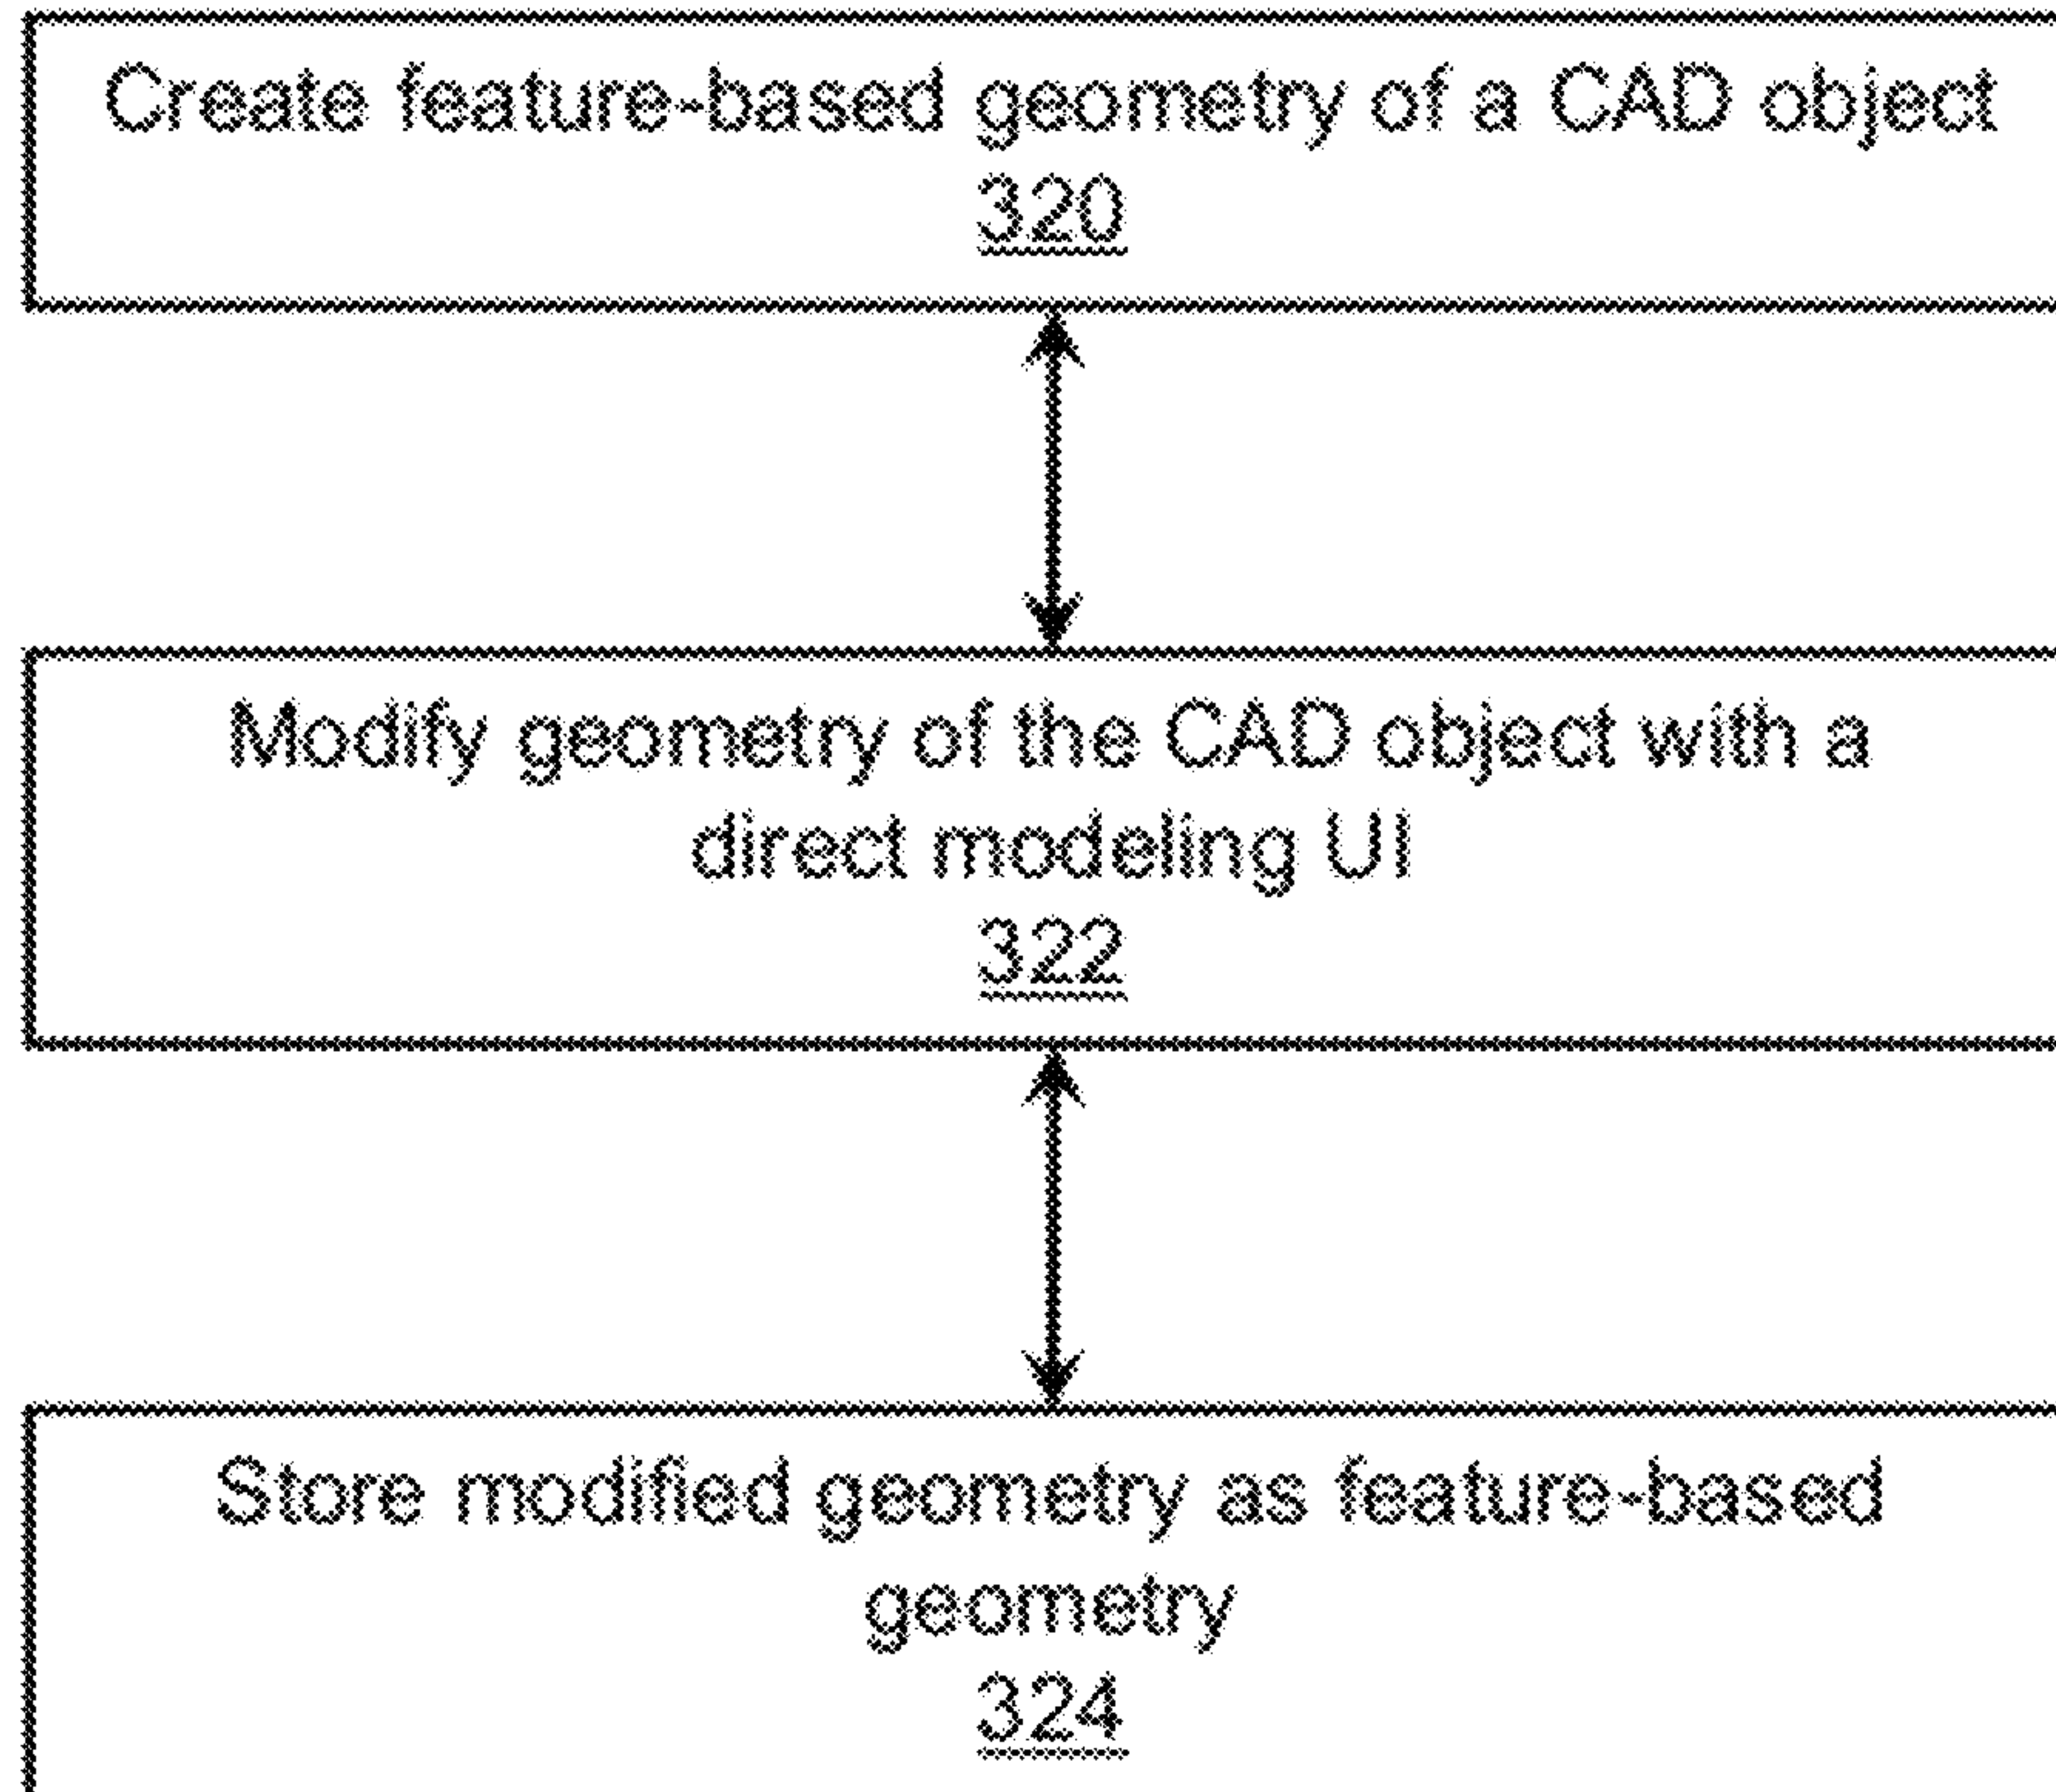 Create feature-based geometry of a CAD object
320
Modify geometry of the CAD object with a
direct modeling UI
322
Store modified geometry as feature-based
geometry
324